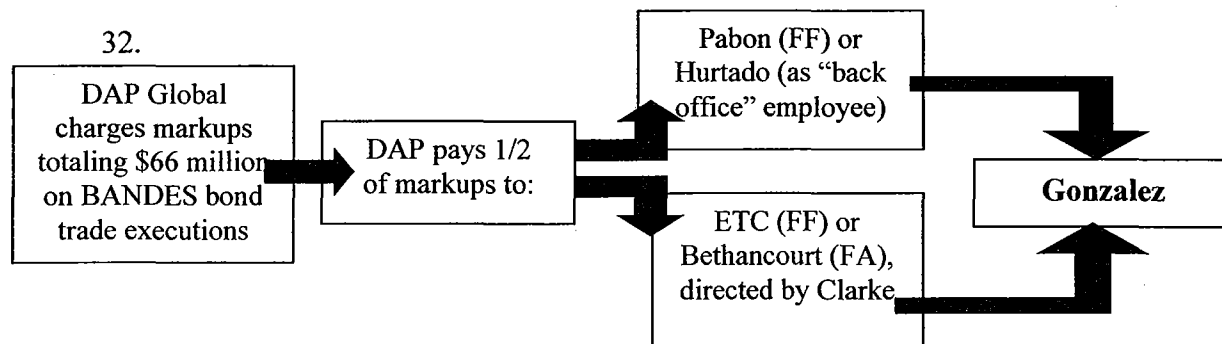 32.
DAP Global
charges markups
totaling $66 million
on BANDES bond
trade executions
DAP pays 1/2
of markups to:
Pabon (FF) or
Hurtado (as “back
office” employee)
ETC (FF) or
Bethancourt (FA),
directed by Clarke
Gonzalez